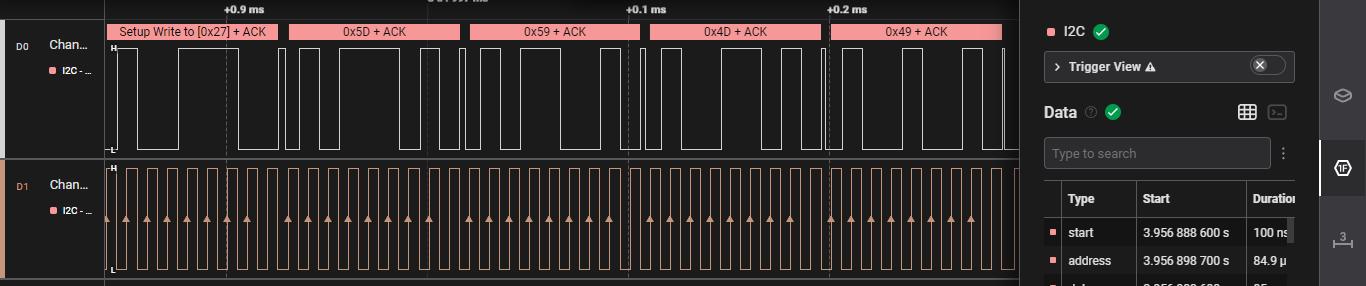 +0.9 ms
+0.1 ms
+0.2 ms
D0
Chan...
I2C - ...
H
L
Setup Write to [0x27] + ACK
0x5D + ACK
0x59 + ACK
0x4D + ACK
0x49 + ACK
D1
Chan...
I2C - ...
H
L
I2C
Trigger View
Data
Type to search
Type
Start
Duration
start
3.956 888 600 s
100 ns
address
3.956 898 700 s
84.9 µ
1F
3